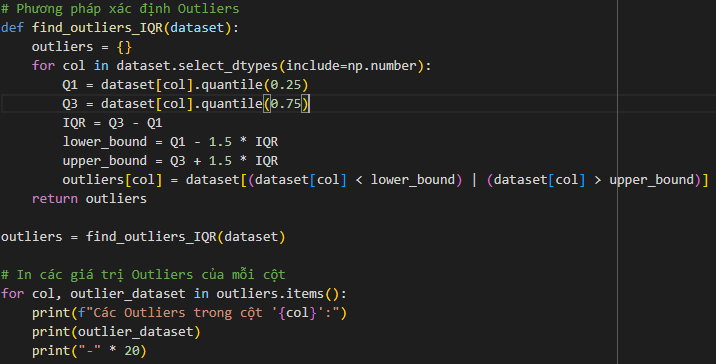 # Phương pháp xác định Outliers
def find_outliers_IQR(dataset):
    outliers = {}
    for col in dataset.select_dtypes(include=np.number):
        Q1 = dataset[col].quantile(0.25)
        Q3 = dataset[col].quantile(0.75)
        IQR = Q3 - Q1
        lower_bound = Q1 - 1.5 * IQR
        upper_bound = Q3 + 1.5 * IQR
        outliers[col] = dataset[(dataset[col] < lower_bound) | (dataset[col] > upper_bound)]
    return outliers
outliers = find_outliers_IQR(dataset)
# In các giá trị Outliers của mỗi cột
for col, outlier_dataset in outliers.items():
    print(f"Các Outliers trong cột '{col}':")
    print(outlier_dataset)
    print("-" * 20)